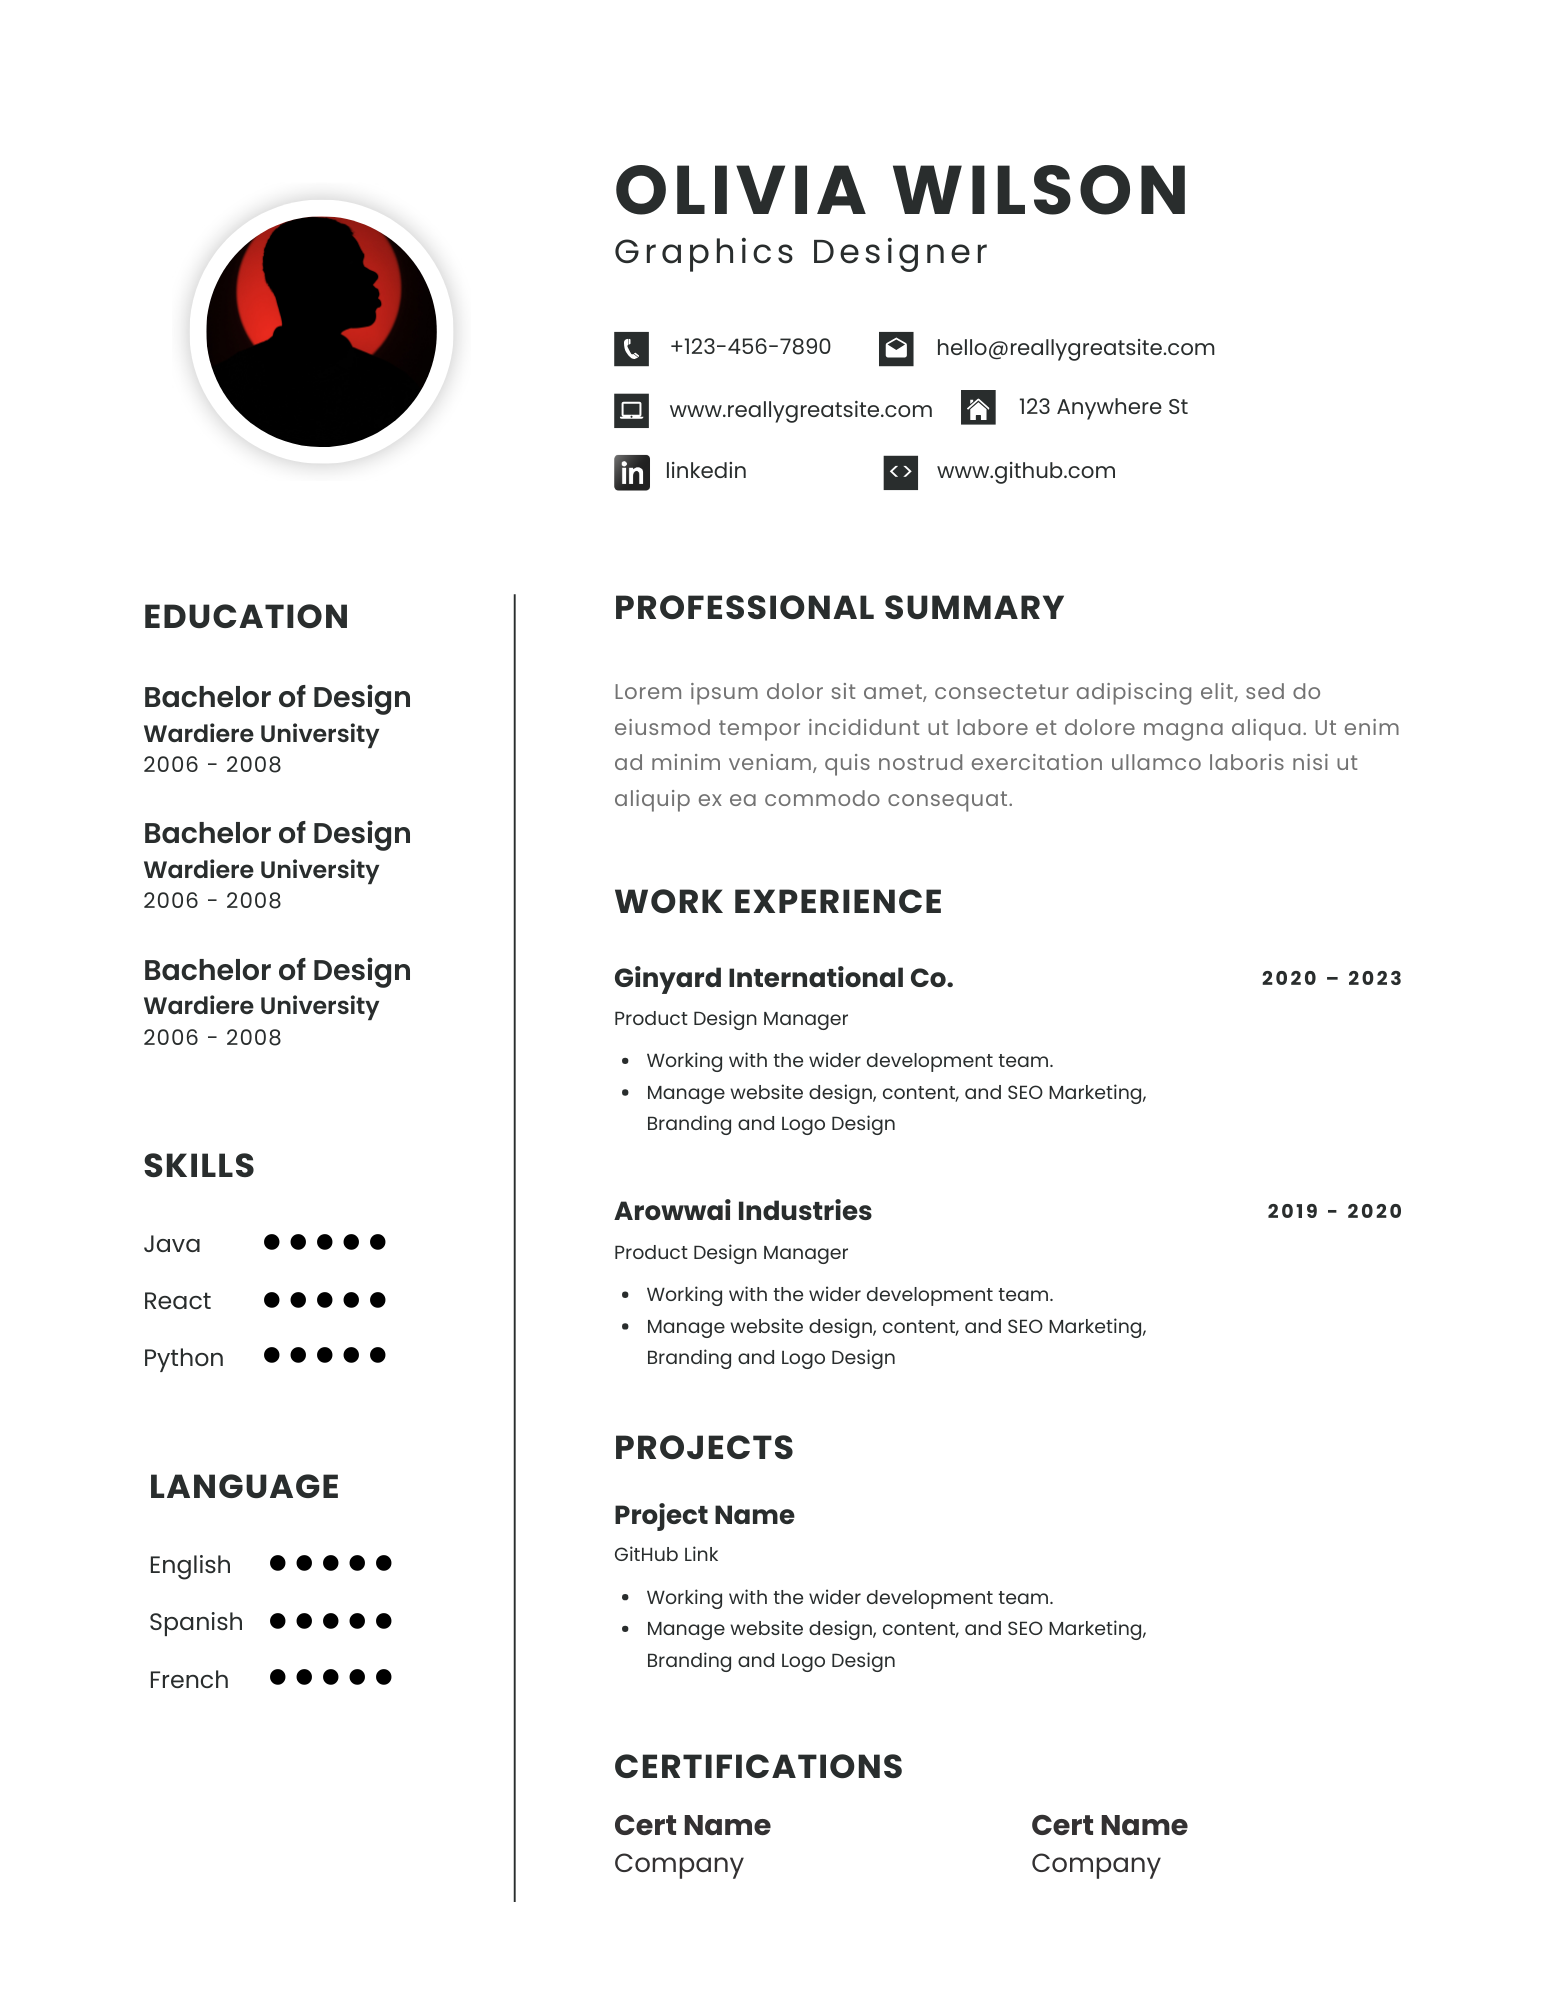 OLIVIA WILSON
Graphics Designer
+123-456-7890
hello@reallygreatsite.com
www.reallygreatsite.com
123 Anywhere St
in linkedin
<> www.github.com
EDUCATION
Bachelor of Design
Wardiere University
2006 - 2008
Bachelor of Design
Wardiere University
2006 - 2008
Bachelor of Design
Wardiere University
2006 - 2008
SKILLS
Java
React
Python
LANGUAGE
English
Spanish
French
PROFESSIONAL SUMMARY
Lorem ipsum dolor sit amet, consectetur adipiscing elit, sed do
eiusmod tempor incididunt ut labore et dolore magna aliqua. Ut enim
ad minim veniam, quis nostrud exercitation ullamco laboris nisi ut
aliquip ex ea commodo consequat.
WORK EXPERIENCE
Ginyard International Co. 2020 – 2023
Product Design Manager
• Working with the wider development team.
• Manage website design, content, and SEO Marketing,
Branding and Logo Design
Arowwai Industries 2019 - 2020
Product Design Manager
• Working with the wider development team.
• Manage website design, content, and SEO Marketing,
Branding and Logo Design
PROJECTS
Project Name
GitHub Link
• Working with the wider development team.
• Manage website design, content, and SEO Marketing,
Branding and Logo Design
CERTIFICATIONS
Cert Name
Company
Cert Name
Company